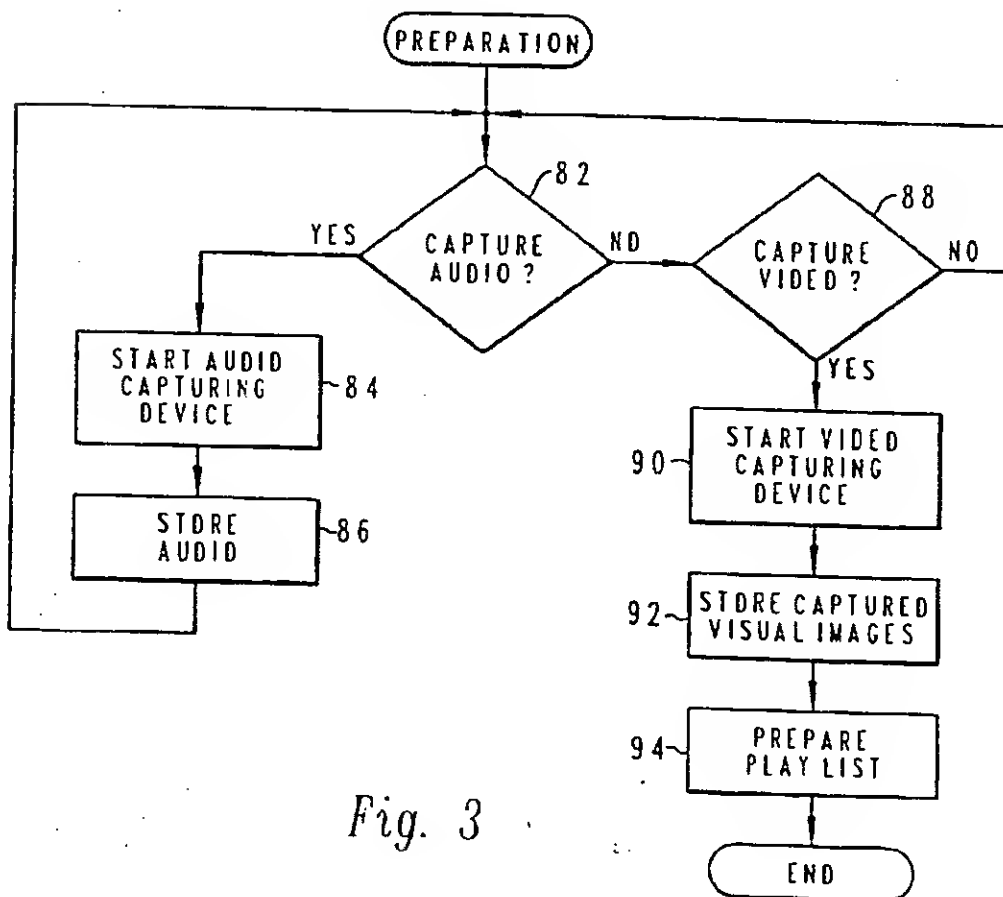 PREPARATION
82
CAPTURE
AUDIO ?
YES
NO
88
CAPTURE
VIDEO ?
NO
YES
START AUDIO
CAPTURING
DEVICE
84
STORE
AUDIO
86
90
START VIDEO
CAPTURING
DEVICE
92
STORE CAPTURED
VISUAL IMAGES
94
PREPARE
PLAY LIST
END
Fig. 3